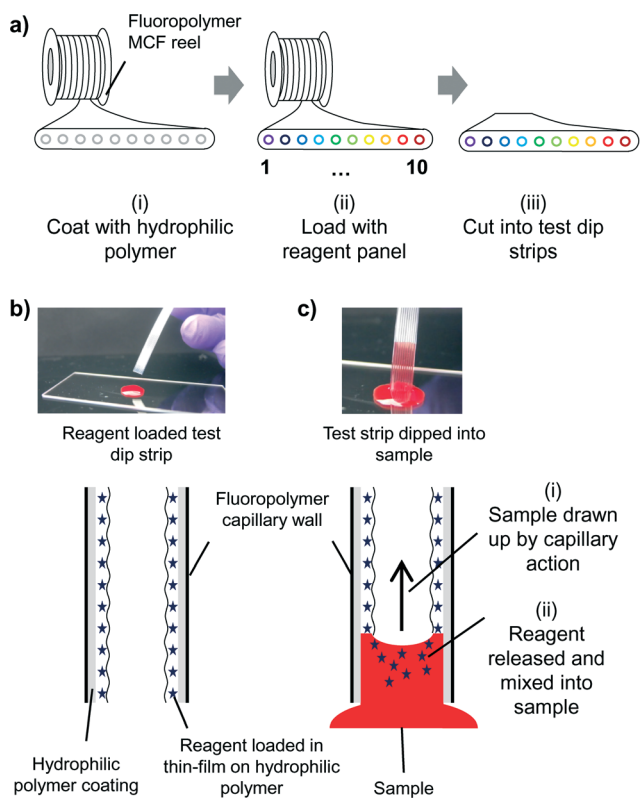 a)
Fluoropolymer
MCF reel
1 ... 10
(i)
Coat with hydrophilic
polymer
(ii)
Load with
reagent panel
(iii)
Cut into test dip
strips
b)
Reagent loaded test
dip strip
c)
Test strip dipped into
sample
Fluoropolymer
capillary wall
Hydrophilic
polymer coating
Reagent loaded in
thin-film on hydrophilic
polymer
(i)
Sample drawn
up by capillary
action
(ii)
Reagent
released and
mixed into
sample
Sample